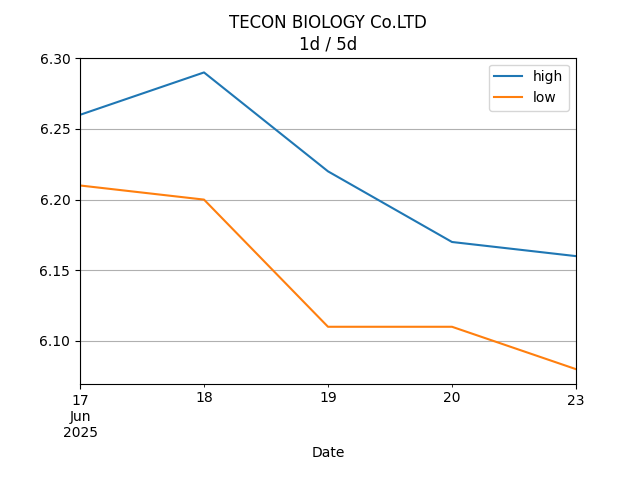 TECON BIOLOGY Co.LTD
1d / 5d
6.30
6.25
6.20
6.15
6.10
high
low
17 18 19 20 23
Jun
2025
Date